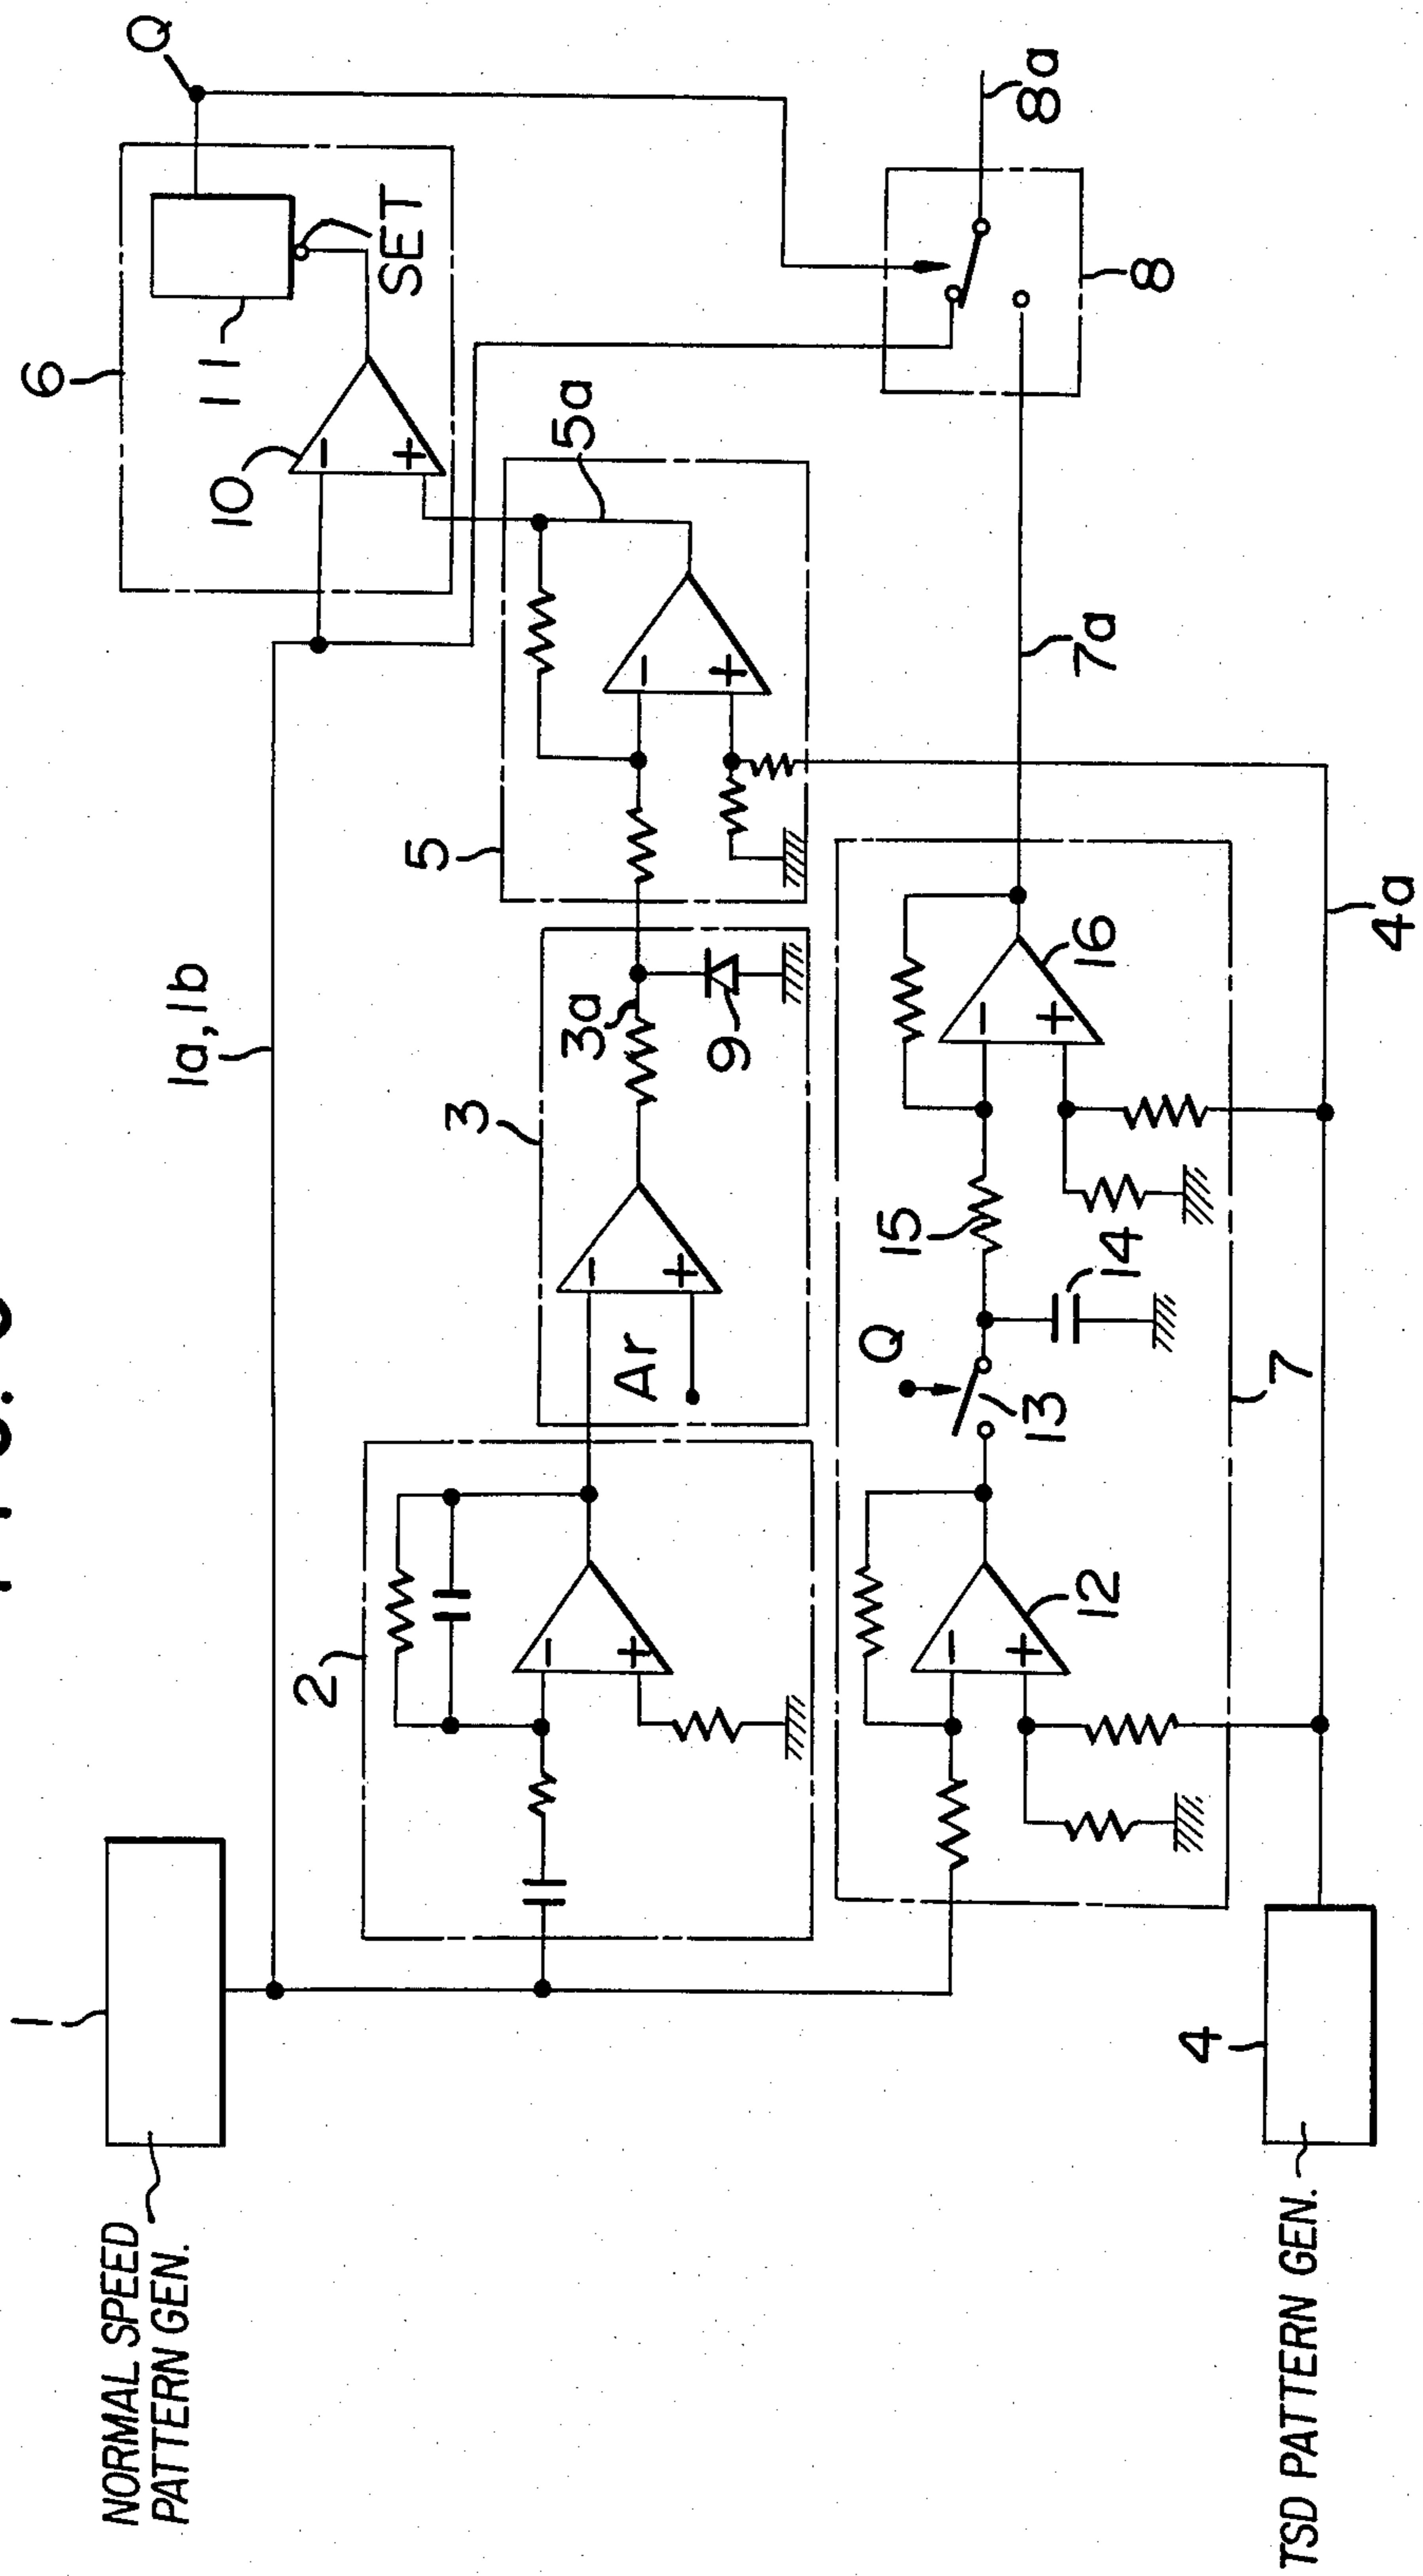 NORMAL SPEED
PATTERN GEN.
1
1a, 1b
6
11
SET
Q
10
2
3
3a
Ar
9
5
5a
8
8a
7a
Q
13
14
15
16
12
7
4
4a
TSD PATTERN GEN.